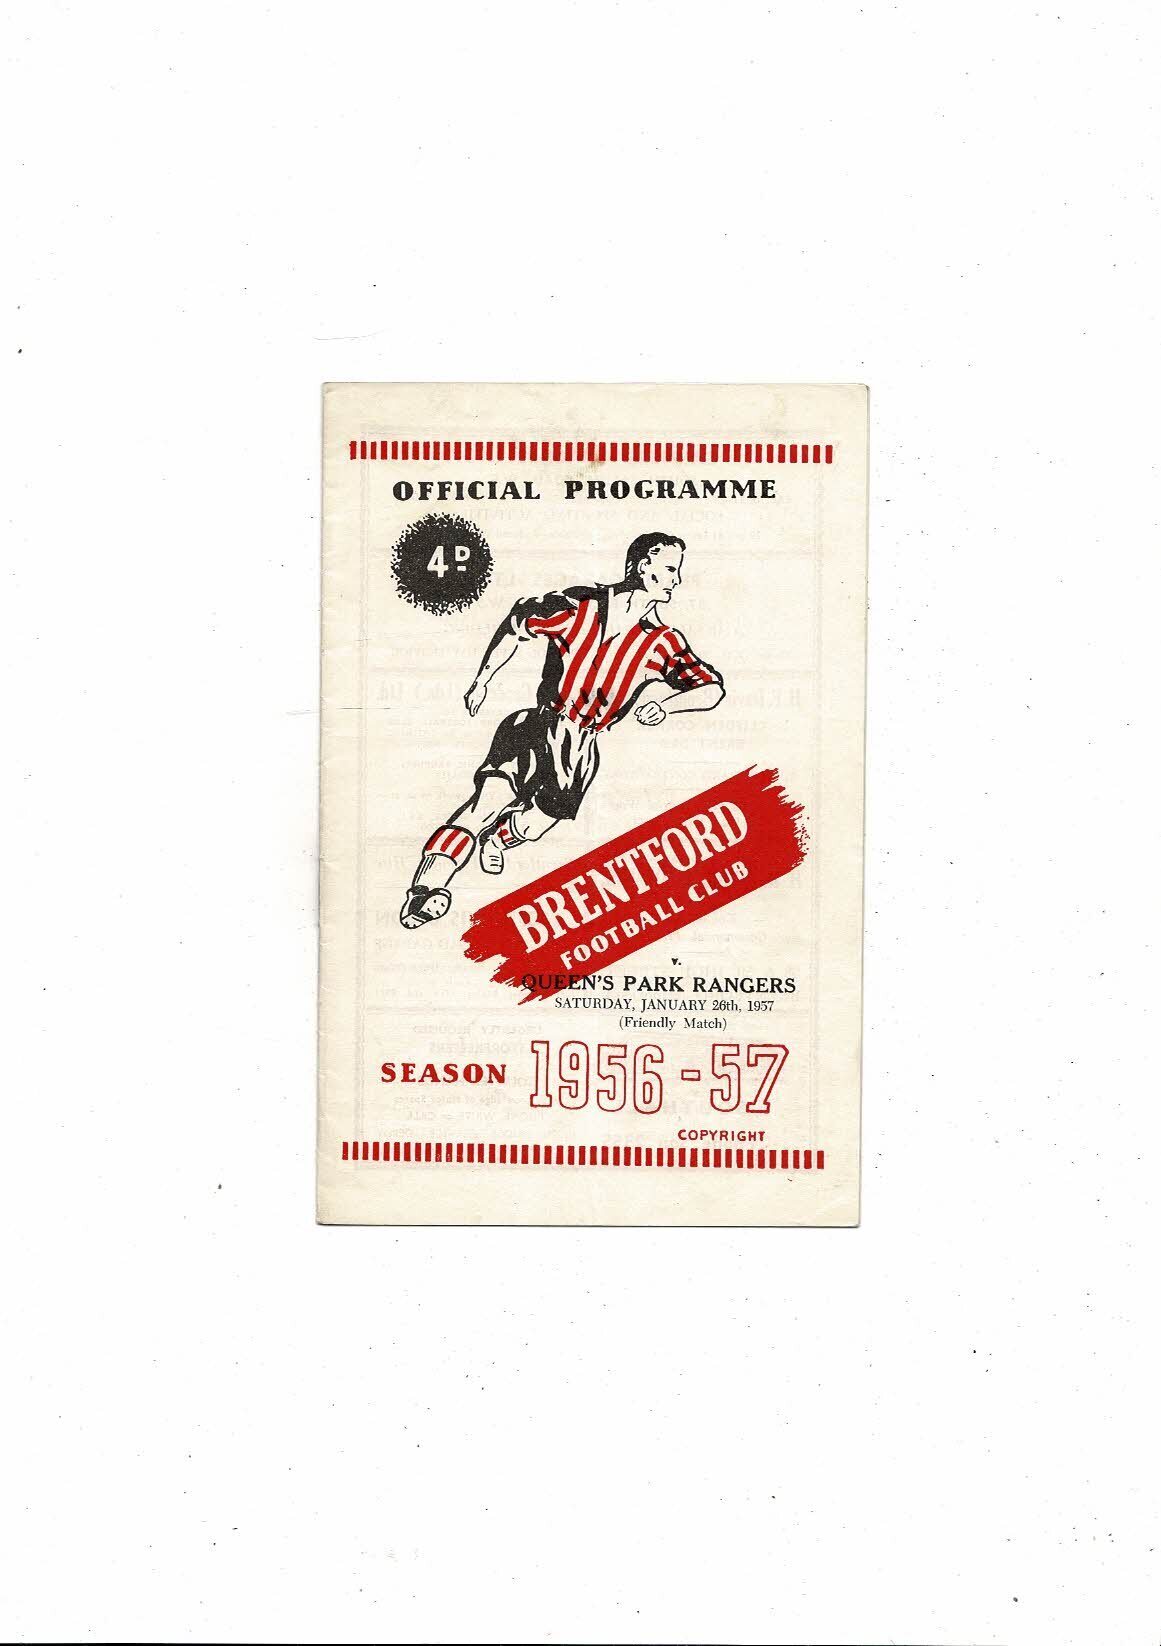 OFFICIAL PROGRAMME
4D
BRENTFORD
FOOTBALL CLUB
v.
QUEEN'S PARK RANGERS
SATURDAY, JANUARY 26th, 1957
(Friendly Match)
SEASON 1956-57
COPYRIGHT